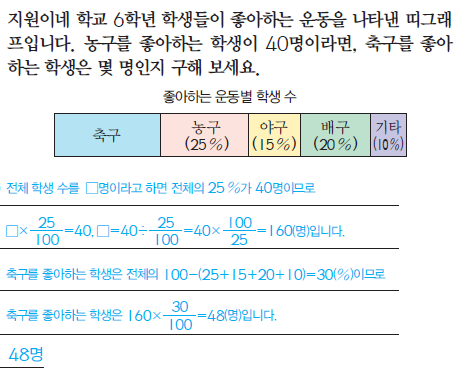 지원이네 학교 6학년 학생들이 좋아하는 운동을 나타낸 띠그래
프입니다. 농구를 좋아하는 학생이 40명이라면, 축구를 좋아
하는 학생은 몇 명인지 구해 보세요.
좋아하는 운동별 학생 수
축구 농구 (25%) 야구 (15%) 배구 (20%) 기타 (10%)
전체 학생 수를 □명이라고 하면 전체의 25%가 40명이므로
□×25/100=40, □=40÷25/100=40×100/25=160(명)입니다.
축구를 좋아하는 학생은 전체의 100-(25+15+20+10)=30(%)이므로
축구를 좋아하는 학생은 160×30/100=48(명)입니다.
48명